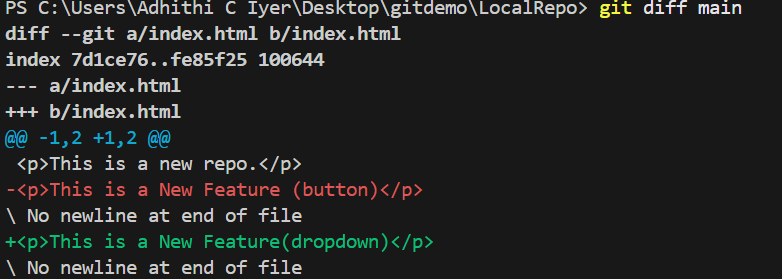 PS C:\Users\Adhithi C Iyer\Desktop\gitdemo\LocalRepo> git diff main
diff --git a/index.html b/index.html
index 7d1ce76..fe85f25 100644
--- a/index.html
+++ b/index.html
@@ -1,2 +1,2 @@
 <p>This is a new repo.</p>
-<p>This is a New Feature (button)</p>
\ No newline at end of file
+<p>This is a New Feature(dropdown)</p>
\ No newline at end of file